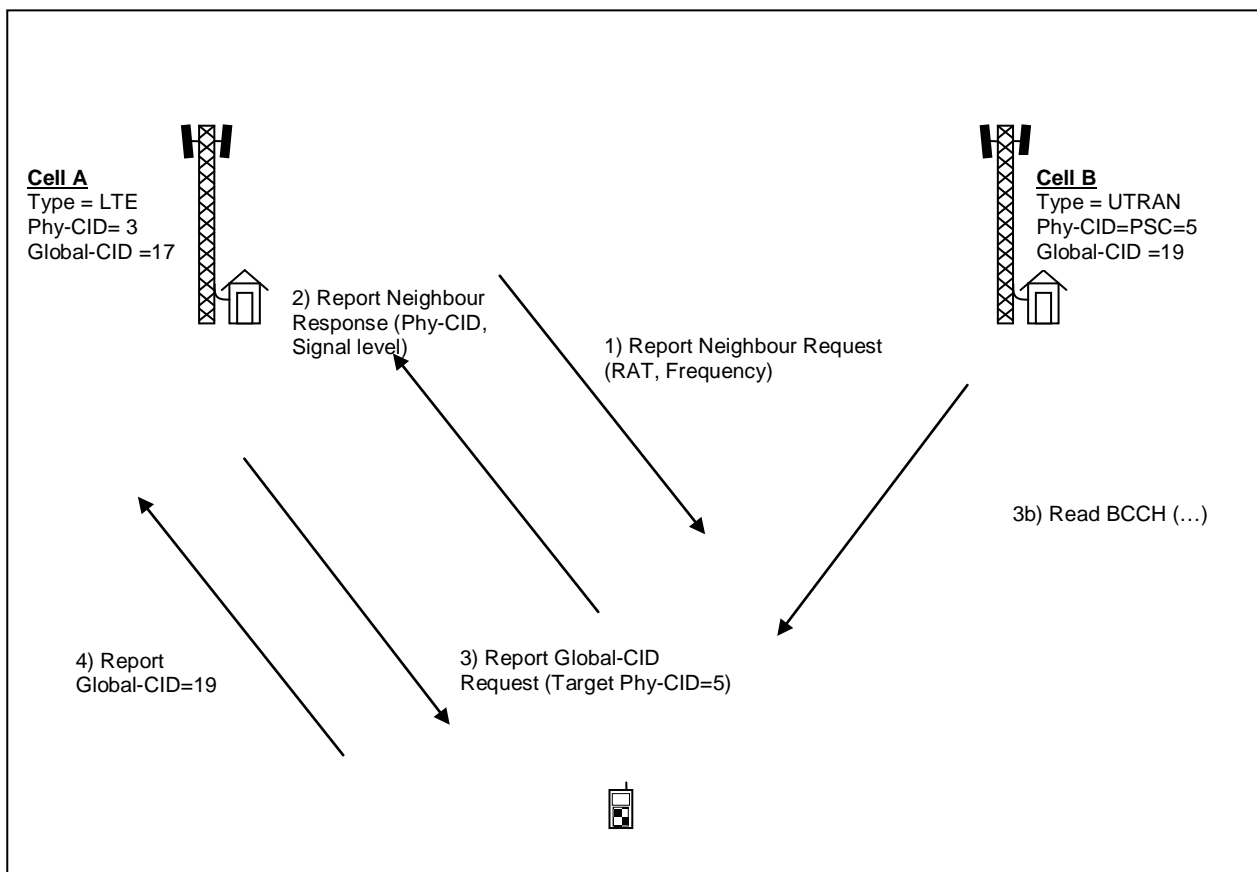 Cell A
Type = LTE
Phy-CID= 3
Global-CID =17
Cell B
Type = UTRAN
Phy-CID=PSC=5
Global-CID =19
2) Report Neighbour
Response (Phy-CID,
Signal level)
1) Report Neighbour Request
(RAT, Frequency)
3b) Read BCCH (…)
4) Report
Global-CID=19
3) Report Global-CID
Request (Target Phy-CID=5)